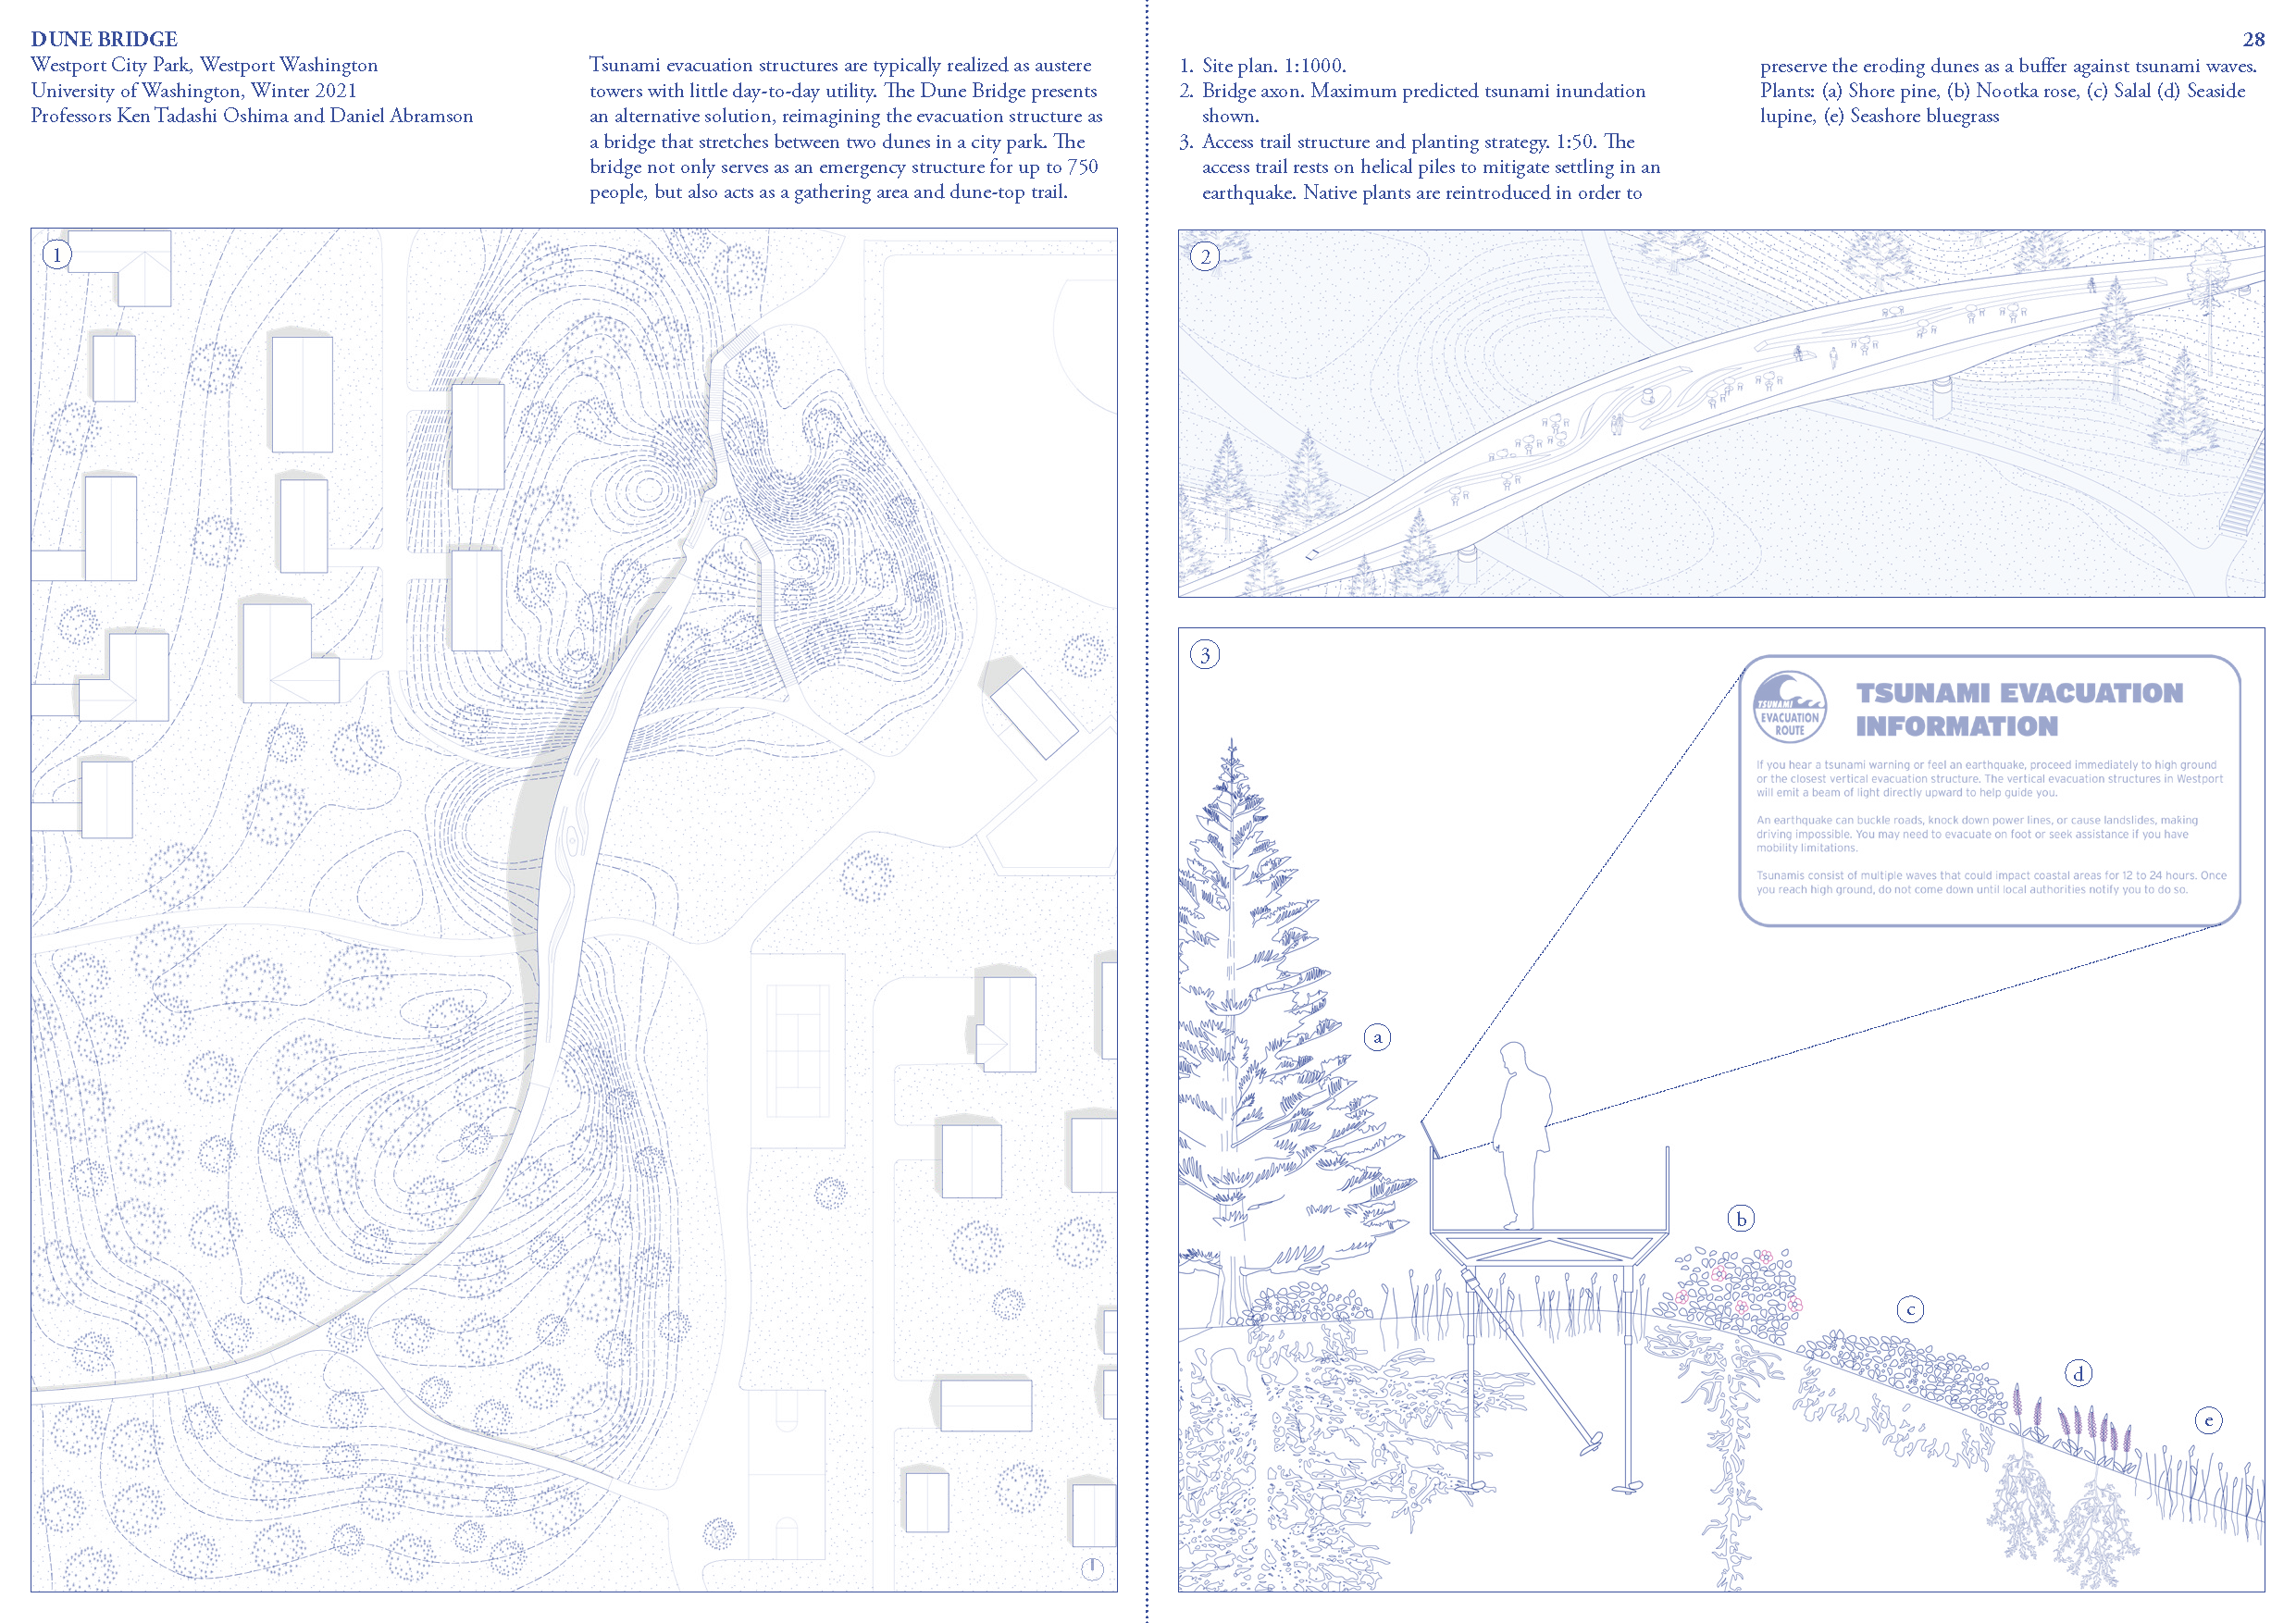 DUNE BRIDGE
Westport City Park, Westport Washington
University of Washington, Winter 2021
Professors Ken Tadashi Oshima and Daniel Abramson
Tsunami evacuation structures are typically realized as austere
towers with little day-to-day utility. The Dune Bridge presents
an alternative solution, reimagining the evacuation structure as
a bridge that stretches between two dunes in a city park. The
bridge not only serves as an emergency structure for up to 750
people, but also acts as a gathering area and dune-top trail.
28
1. Site plan. 1:1000.
2. Bridge axon. Maximum predicted tsunami inundation
shown.
3. Access trail structure and planting strategy. 1:50. The
access trail rests on helical piles to mitigate settling in an
earthquake. Native plants are reintroduced in order to
preserve the eroding dunes as a buffer against tsunami waves.
Plants: (a) Shore pine, (b) Nootka rose, (c) Salal (d) Seaside
lupine, (e) Seashore bluegrass
1
2
3
TSUNAMI
EVACUATION
ROUTE
TSUNAMI EVACUATION
INFORMATION
If you hear a tsunami warning or feel an earthquake, proceed immediately to high ground
or the closest vertical evacuation structure. The vertical evacuation structures in Westport
will emit a beam of light directly upward to help guide you.
An earthquake can buckle roads, knock down power lines, or cause landslides, making
driving impossible. You may need to evacuate on foot or seek assistance if you have
mobility limitations.
Tsunamis consist of multiple waves that could impact coastal areas for 12 to 24 hours. Once
you reach high ground, do not come down until local authorities notify you to do so.
a
b
c
d
e